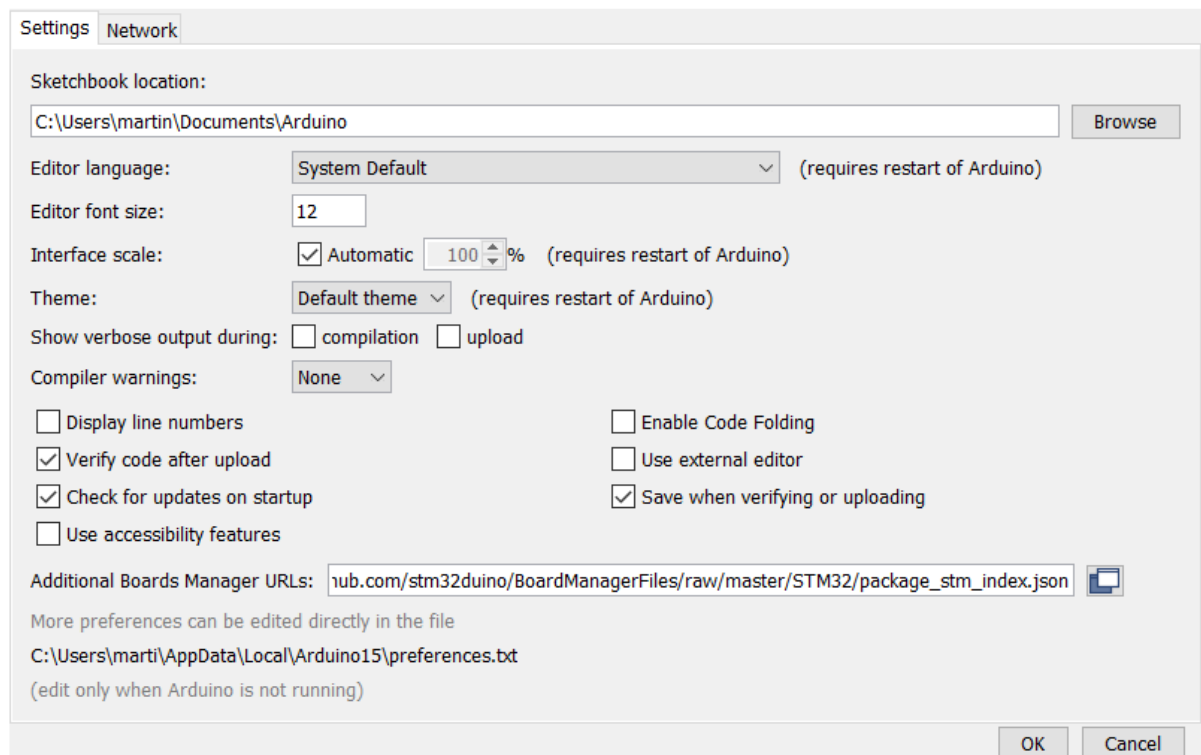 Settings Network
Sketchbook location:
C:\Users\martin\Documents\Arduino Browse
Editor language: System Default (requires restart of Arduino)
Editor font size: 12
Interface scale: Automatic 100 % (requires restart of Arduino)
Theme: Default theme (requires restart of Arduino)
Show verbose output during: compilation upload
Compiler warnings: None
Display line numbers Enable Code Folding
Verify code after upload Use external editor
Check for updates on startup Save when verifying or uploading
Use accessibility features
Additional Boards Manager URLs: ub.com/stm32duino/BoardManagerFiles/raw/master/STM32/package_stm_index.json
More preferences can be edited directly in the file
C:\Users\marti\AppData\Local\Arduino15\preferences.txt
(edit only when Arduino is not running)
OK Cancel